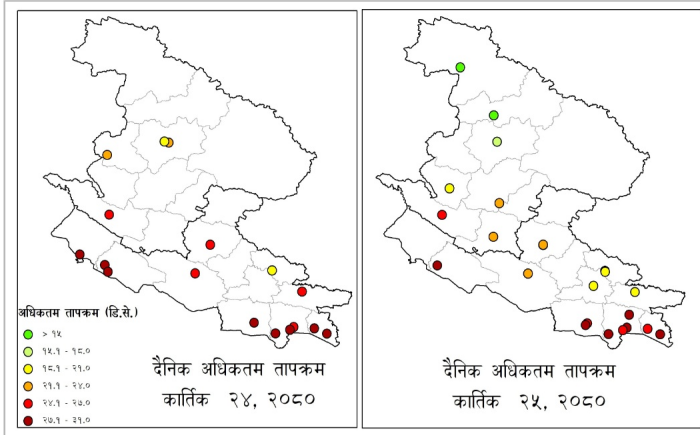 अधिकतम तापक्रम (डि.से.)
> १५
१५.१ - १८.०
१८.१ - २१.०
२१.१ - २४.०
२४.१ - २७.०
२७.१ - ३१.०
दैनिक अधिकतम तापक्रम
कार्तिक २४, २०८०
दैनिक अधिकतम तापक्रम
कार्तिक २५, २०८०